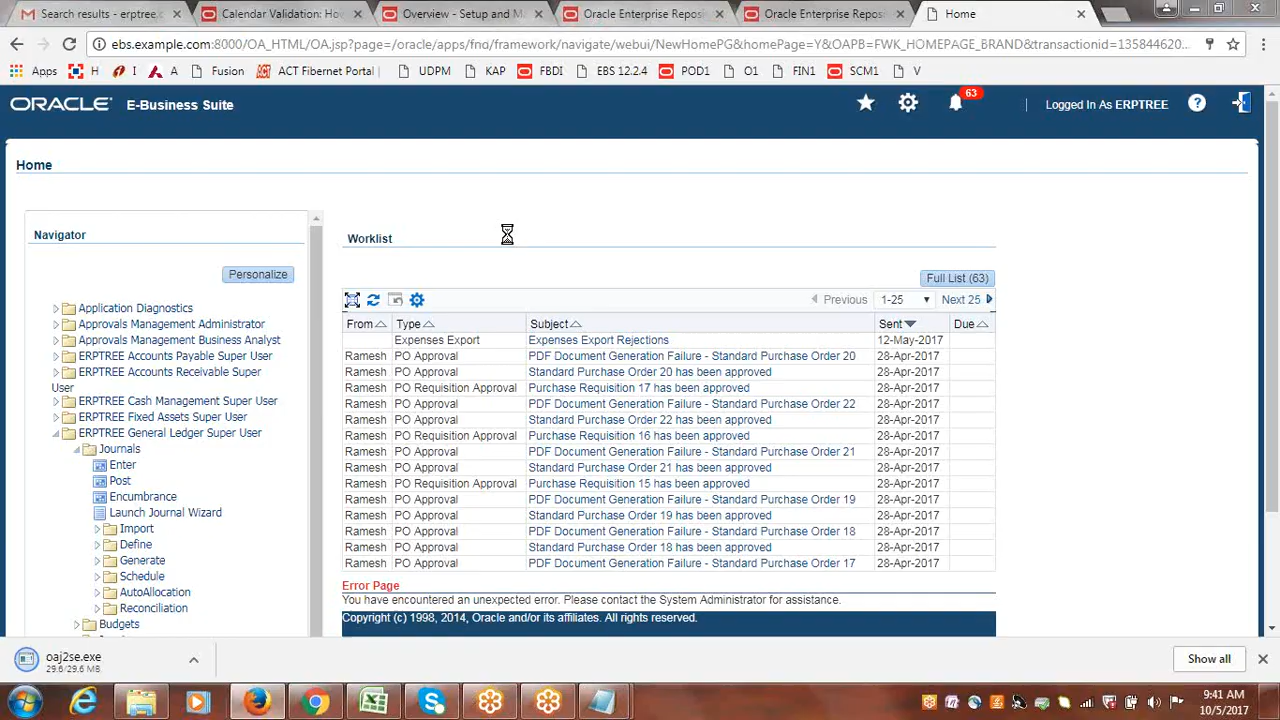 Search results - erptree.c
Calendar Validation: Ho
Overview - Setup and M
Oracle Enterprise Repos
Oracle Enterprise Repos
Home
ebs.example.com:8000/OA_HTML/OA.jsp?page=/oracle/apps/fnd/framework/navigate/webui/NewHomePG&homePage=Y&OAPB=FWK_HOMEPAGE_BRAND&transactionid=135844620...
Apps H I A Fusion ACT Fibernet Portal | UDPM KAP FBDI EBS 12.2.4 POD1 O1 FIN1 SCM1 V
ORACLE E-Business Suite 63 Logged In As ERPTREE ?
Home
Navigator
Personalize
Application Diagnostics
Approvals Management Administrator
Approvals Management Business Analyst
ERPTREE Accounts Payable Super User
ERPTREE Accounts Receivable Super
User
ERPTREE Cash Management Super User
ERPTREE Fixed Assets Super User
ERPTREE General Ledger Super User
Journals
Enter
Post
Encumbrance
Launch Journal Wizard
Import
Define
Generate
Schedule
AutoAllocation
Reconciliation
Budgets
Worklist
Full List (63)
Previous 1-25 Next 25
From Type Subject Sent Due
Expenses Export Expenses Export Rejections 12-May-2017
Ramesh PO Approval PDF Document Generation Failure - Standard Purchase Order 20 28-Apr-2017
Ramesh PO Approval Standard Purchase Order 20 has been approved 28-Apr-2017
Ramesh PO Requisition Approval Purchase Requisition 17 has been approved 28-Apr-2017
Ramesh PO Approval PDF Document Generation Failure - Standard Purchase Order 22 28-Apr-2017
Ramesh PO Approval Standard Purchase Order 22 has been approved 28-Apr-2017
Ramesh PO Requisition Approval Purchase Requisition 16 has been approved 28-Apr-2017
Ramesh PO Approval PDF Document Generation Failure - Standard Purchase Order 21 28-Apr-2017
Ramesh PO Approval Standard Purchase Order 21 has been approved 28-Apr-2017
Ramesh PO Requisition Approval Purchase Requisition 15 has been approved 28-Apr-2017
Ramesh PO Approval PDF Document Generation Failure - Standard Purchase Order 19 28-Apr-2017
Ramesh PO Approval Standard Purchase Order 19 has been approved 28-Apr-2017
Ramesh PO Approval PDF Document Generation Failure - Standard Purchase Order 18 28-Apr-2017
Ramesh PO Approval Standard Purchase Order 18 has been approved 28-Apr-2017
Ramesh PO Approval PDF Document Generation Failure - Standard Purchase Order 17 28-Apr-2017
Error Page
You have encountered an unexpected error. Please contact the System Administrator for assistance.
Copyright (c) 1998, 2014, Oracle and/or its affiliates. All rights reserved.
oaj2se.exe
29.6/29.6 MB
Show all
9:41 AM
10/5/2017